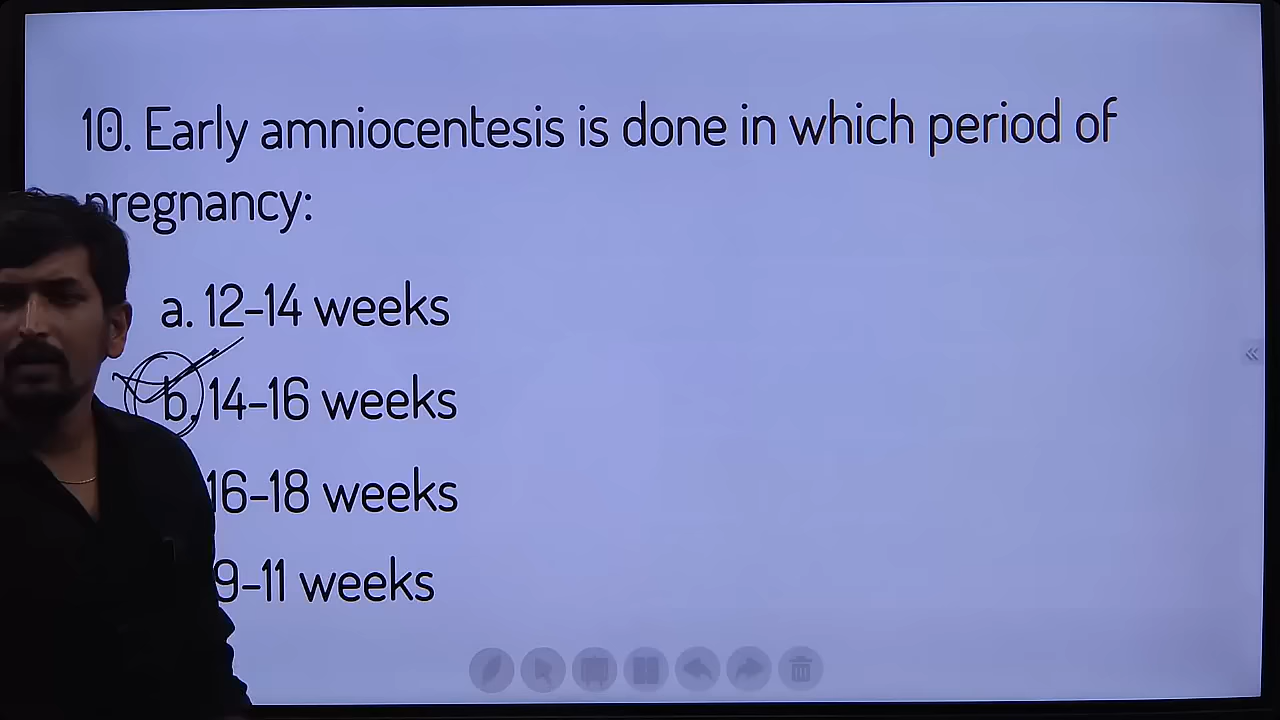 10. Early amniocentesis is done in which period of
pregnancy:
a. 12-14 weeks
b. 14-16 weeks
16-18 weeks
9-11 weeks